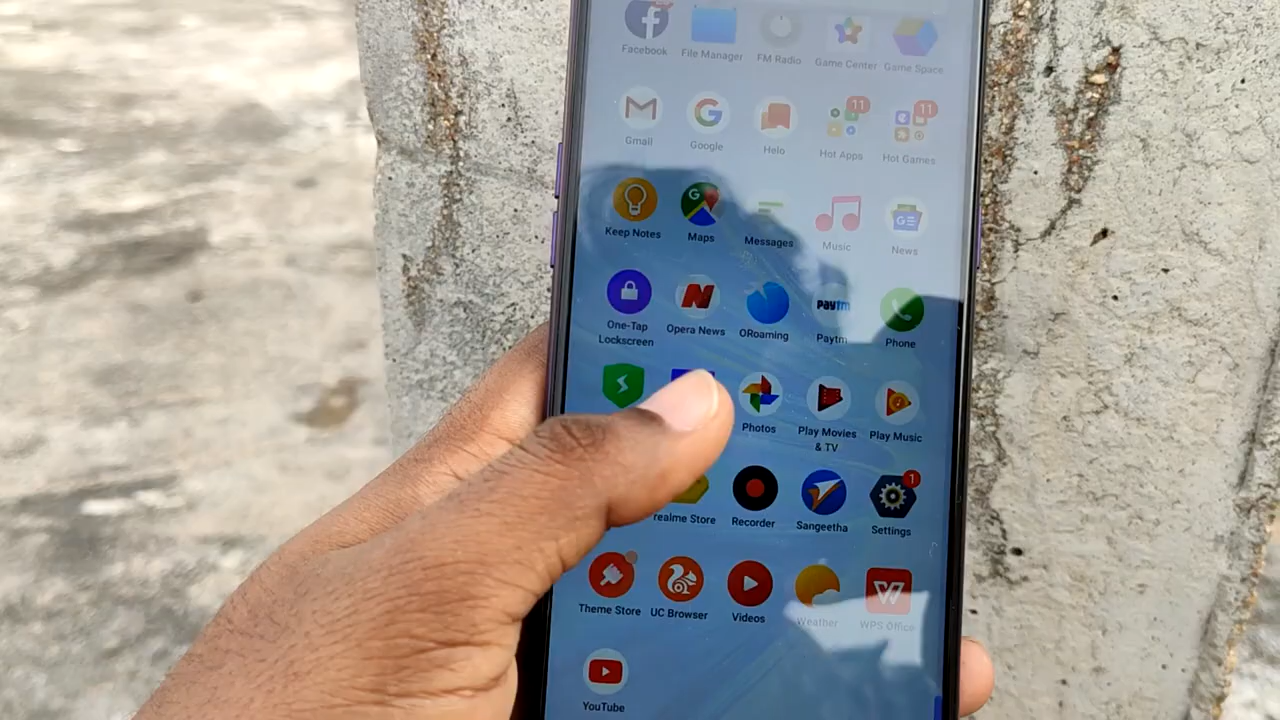 Facebook File Manager FM Radio Game Center Game Space
11 11
Gmail Google Helo Hot Apps Hot Games
GE
Keep Notes Maps Messages Music News
Paytm
One-Tap Opera News ORoaming Paytm Phone
Lockscreen
Photos Play Movies Play Music
& TV
1
realme Store Recorder Sangeetha Settings
Theme Store UC Browser Videos Weather WPS Office
YouTube